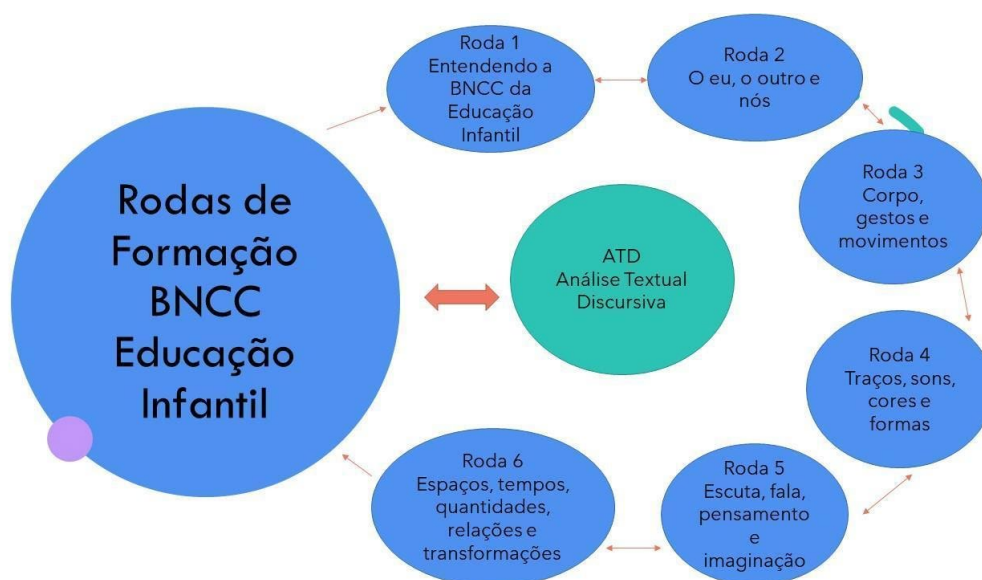 Rodas de
Formação
BNCC
Educação
Infantil
Roda 1
Entendendo a
BNCC da
Educação
Infantil
Roda 2
O eu, o outro e
nós
Roda 3
Corpo,
gestos e
movimentos
Roda 4
Traços, sons,
cores e
formas
Roda 5
Escuta, fala,
pensamento
e
imaginação
Roda 6
Espaços, tempos,
quantidades,
relações e
transformações
ATD
Análise Textual
Discursiva